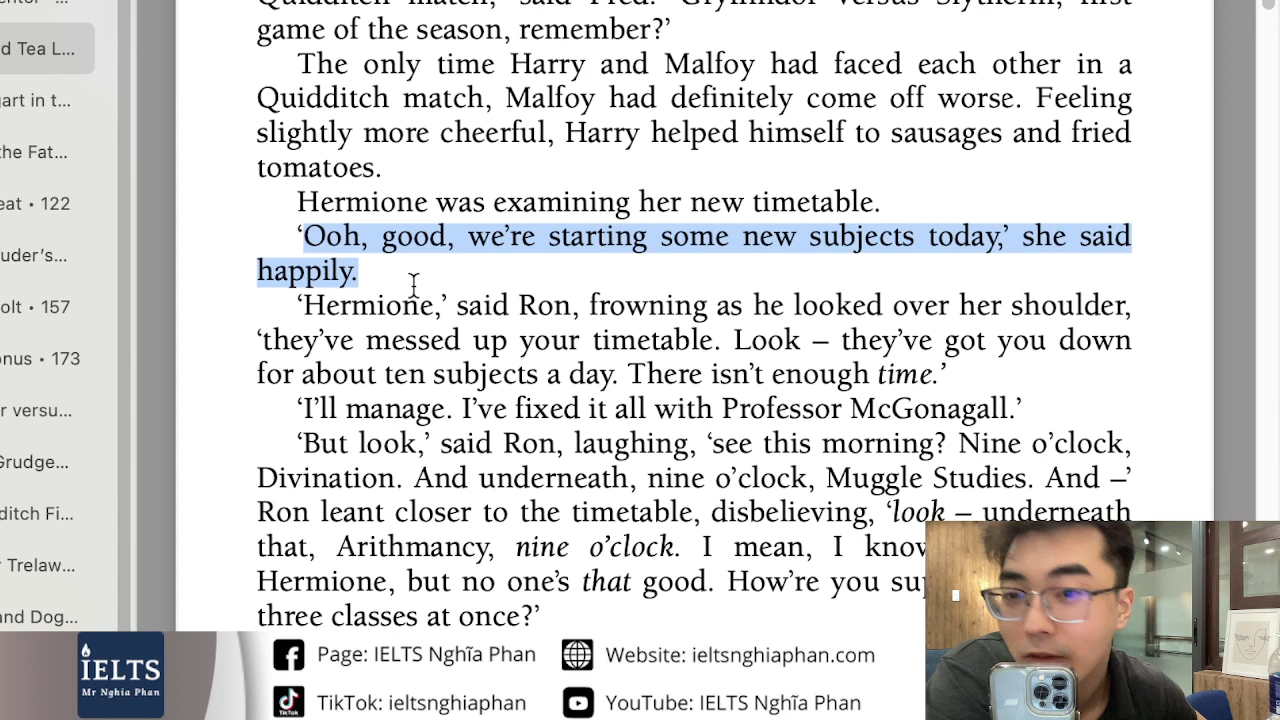 Quidditch match,' said Fred. 'Gryffindor versus Slytherin, first
game of the season, remember?'
The only time Harry and Malfoy had faced each other in a
Quidditch match, Malfoy had definitely come off worse. Feeling
slightly more cheerful, Harry helped himself to sausages and fried
tomatoes.
Hermione was examining her new timetable.
‘Ooh, good, we’re starting some new subjects today,’ she said
happily.
‘Hermione,’ said Ron, frowning as he looked over her shoulder,
‘they’ve messed up your timetable. Look – they’ve got you down
for about ten subjects a day. There isn’t enough time.’
‘I’ll manage. I’ve fixed it all with Professor McGonagall.’
‘But look,’ said Ron, laughing, ‘see this morning? Nine o’clock,
Divination. And underneath, nine o’clock, Muggle Studies. And –’
Ron leant closer to the timetable, disbelieving, ‘look – underneath
that, Arithmancy, nine o’clock. I mean, I know
Hermione, but no one’s that good. How’re you
three classes at once?’
d Tea L...
gart in t...
the Fat...
eat • 122
uder’s...
olt • 157
onus • 173
r versu...
Grudge...
ditch Fi...
r Trelaw...
and Dog...
IELTS
Mr Nghia Phan
Page: IELTS Nghĩa Phan
Website: ieltsnghiaphan.com
TikTok
TikTok: ieltsnghiaphan
YouTube: IELTS Nghĩa Phan